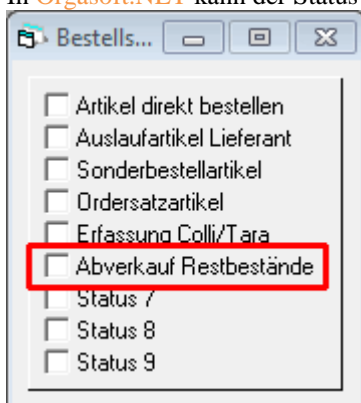 In Orgasoft.NET kann der Status
Bestells...
Artikel direkt bestellen
Auslaufartikel Lieferant
Sonderbestellartikel
Ordersatzartikel
Erfassung Colli/Tara
Abverkauf Restbestände
Status 7
Status 8
Status 9